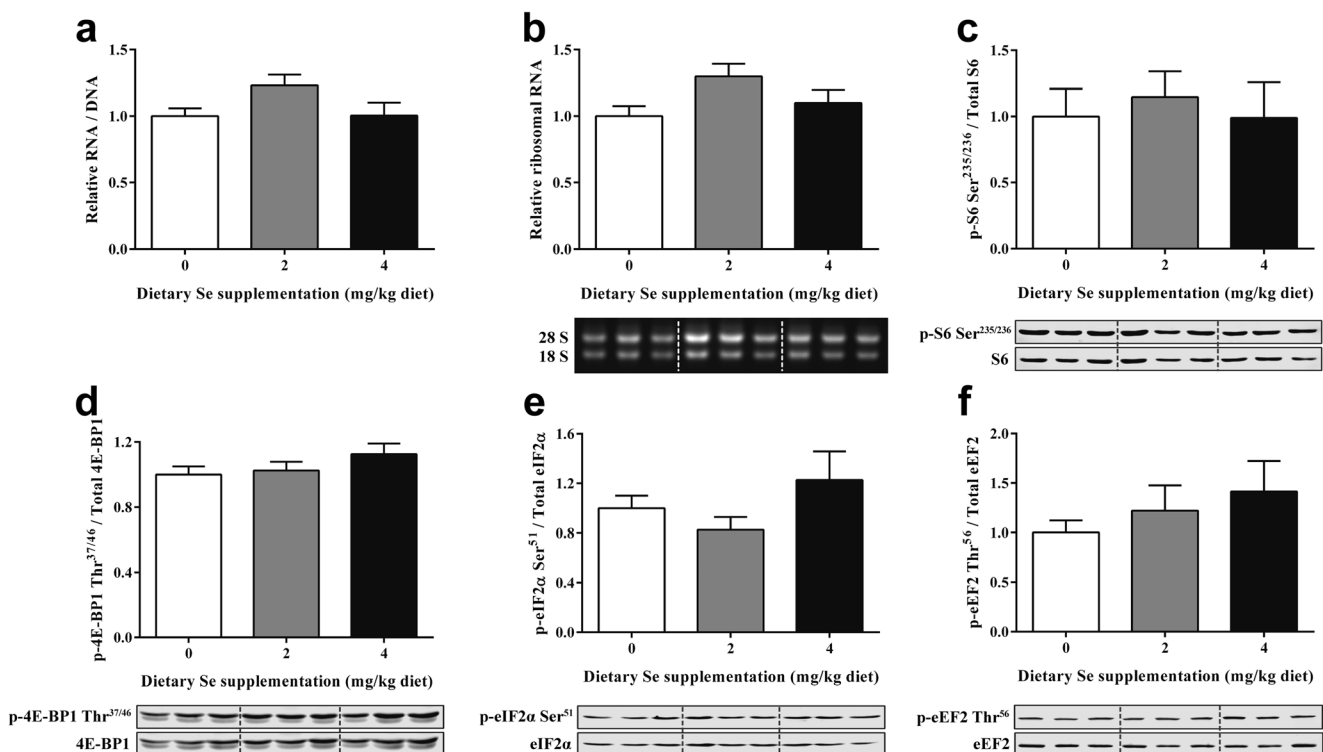 a
Relative RNA / DNA
1.5
1.0
0.5
0.0
0 2 4
Dietary Se supplementation (mg/kg diet)
b
Relative ribosomal RNA
1.5
1.0
0.5
0.0
0 2 4
Dietary Se supplementation (mg/kg diet)
28 S
18 S
c
p-S6 Ser235/236 / Total S6
1.5
1.0
0.5
0.0
0 2 4
Dietary Se supplementation (mg/kg diet)
p-S6 Ser235/236
S6
d
p-4E-BP1 Thr37/46 / Total 4E-BP1
1.2
0.8
0.4
0.0
0 2 4
Dietary Se supplementation (mg/kg diet)
p-4E-BP1 Thr37/46
4E-BP1
e
p-eIF2α Ser51 / Total eIF2α
1.6
1.2
0.8
0.4
0.0
0 2 4
Dietary Se supplementation (mg/kg diet)
p-eIF2α Ser51
eIF2α
f
p-eEF2 Thr56 / Total eEF2
2.0
1.5
1.0
0.5
0.0
0 2 4
Dietary Se supplementation (mg/kg diet)
p-eEF2 Thr56
eEF2